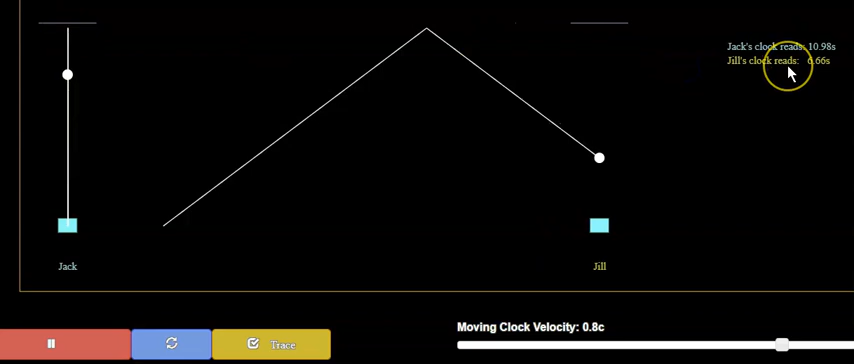 Jack's clock reads: 10.98s
Jill's clock reads: 6.66s
Jack
Jill
Moving Clock Velocity: 0.8c
Trace